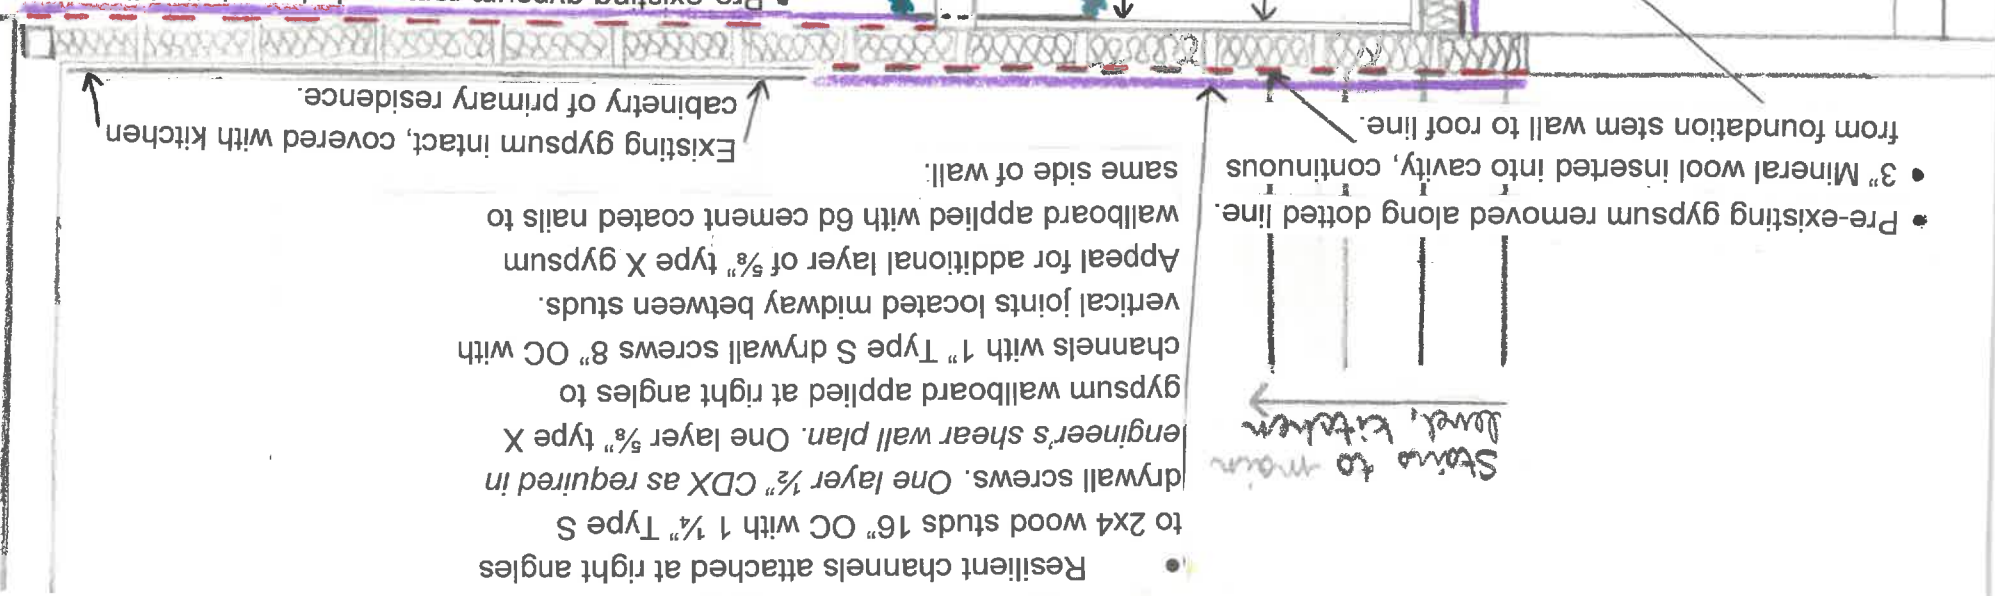 • Resilient channels attached at right angles
to 2x4 wood studs 16" OC with 1 ¼" Type S
drywall screws. One layer ½" CDX as required in
engineer's shear wall plan. One layer ⅝" type X
gypsum wallboard applied at right angles to
channels with 1" Type S drywall screws 8" OC with
vertical joints located midway between studs.
Appeal for additional layer of ⅝" type X gypsum
wallboard applied with 6d cement coated nails to
same side of wall.
Stairs to main
level, kitchen
• Pre-existing gypsum removed along dotted line.
• 3" Mineral wool inserted into cavity, continuous
from foundation stem wall to roof line.
Existing gypsum intact, covered with kitchen
cabinetry of primary residence.
• Pre-existing gypsum